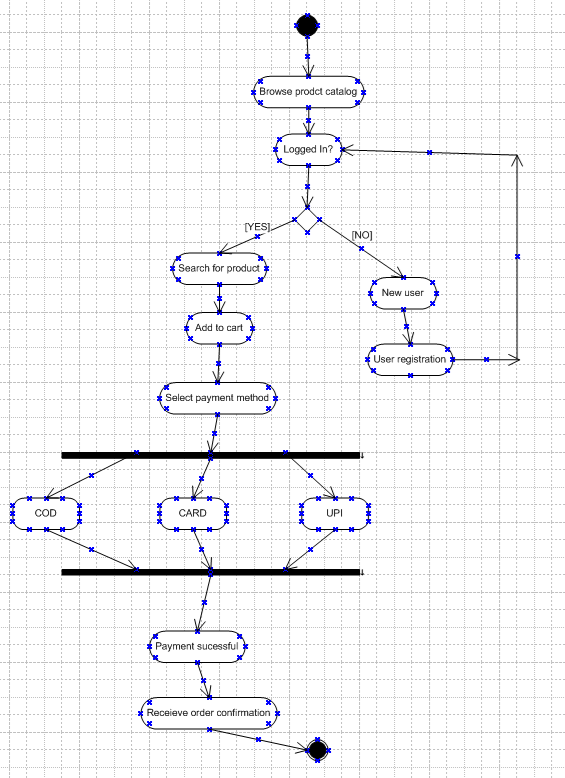 Browse prodct catalog
Logged In?
[YES]
[NO]
Search for product
New user
Add to cart
User registration
Select payment method
COD
CARD
UPI
Payment sucessful
Receieve order confirmation